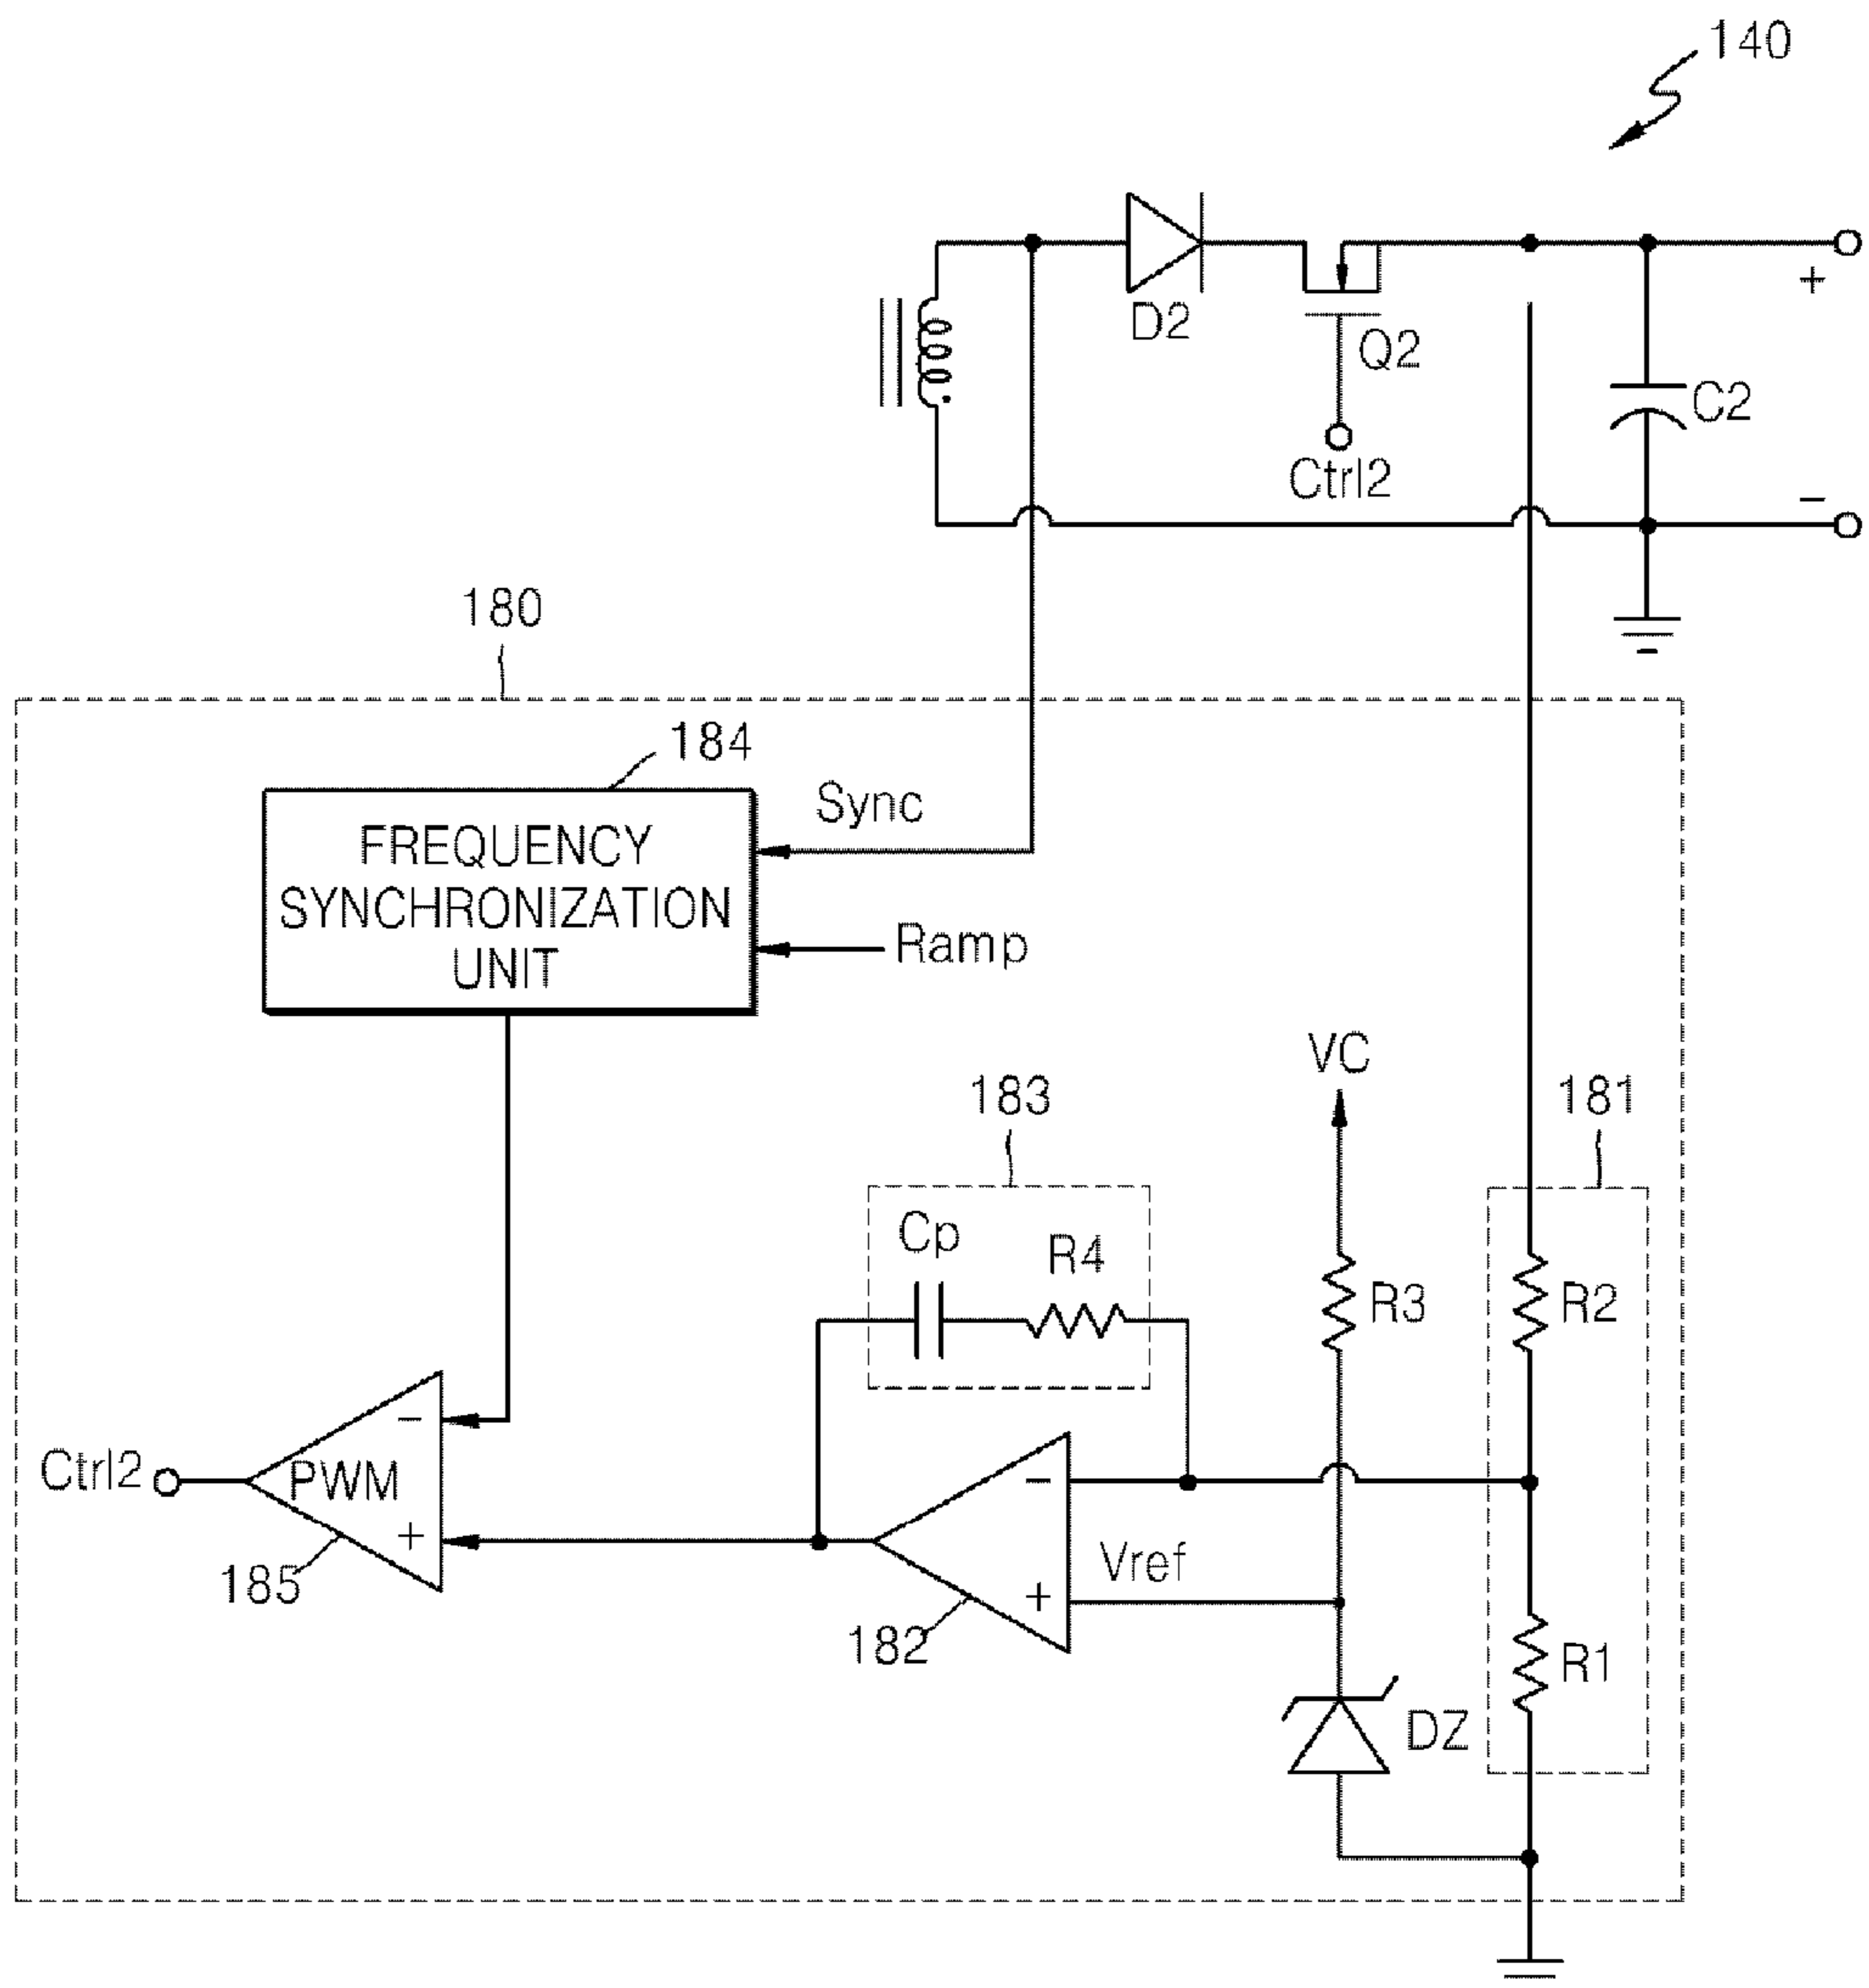 140
D2
Q2
+
C2
Ctrl2
−
180
184
Sync
FREQUENCY
SYNCHRONIZATION
UNIT
Ramp
VC
183
181
Cp
R4
R3
R2
−
Ctrl2
PWM
−
+
Vref
185
+
182
R1
DZ